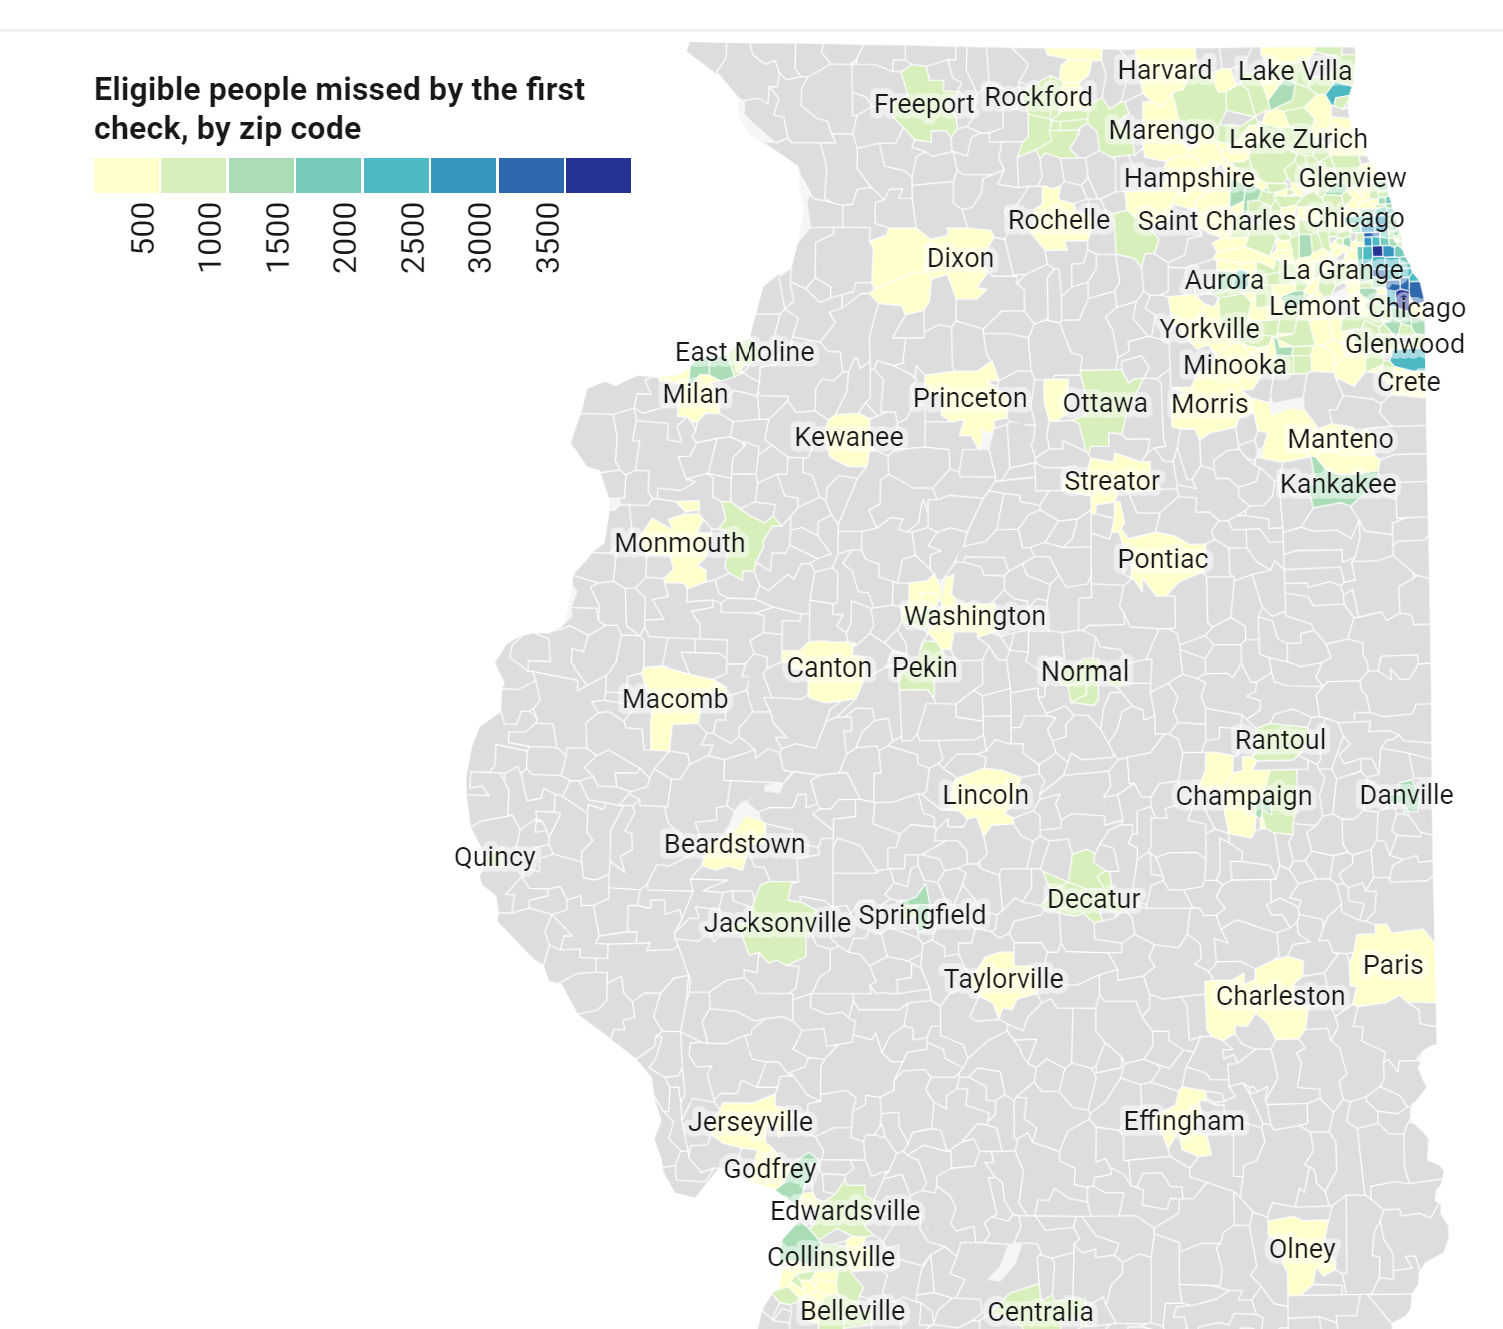 Eligible people missed by the first
check, by zip code
500
1000
1500
2000
2500
3000
3500
Harvard
Lake Villa
Freeport
Rockford
Marengo
Lake Zurich
Hampshire
Glenview
Rochelle
Saint Charles
Chicago
Dixon
Aurora
La Grange
Lemont
Chicago
Yorkville
Glenwood
East Moline
Minooka
Crete
Milan
Princeton
Ottawa
Morris
Kewanee
Manteno
Streator
Kankakee
Monmouth
Pontiac
Washington
Canton
Pekin
Normal
Macomb
Rantoul
Lincoln
Champaign
Danville
Beardstown
Quincy
Decatur
Jacksonville
Springfield
Paris
Taylorville
Charleston
Jerseyville
Effingham
Godfrey
Edwardsville
Olney
Collinsville
Belleville
Centralia